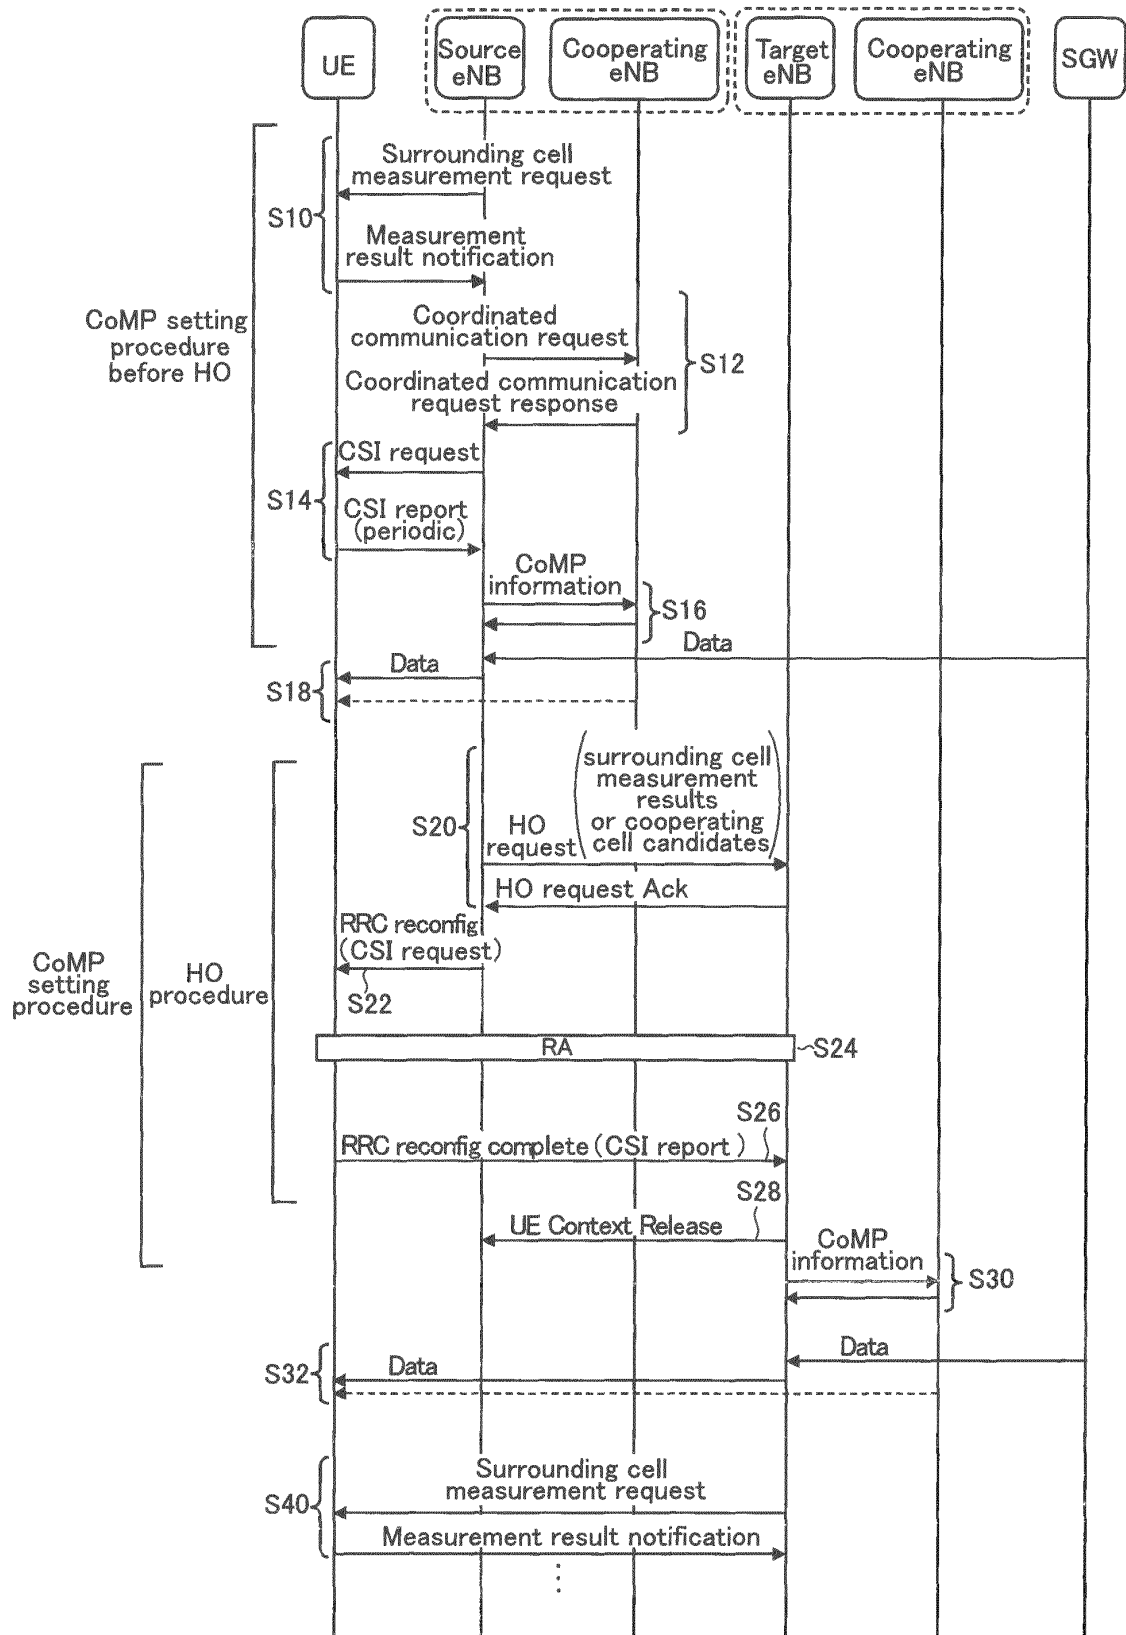 UE
Source
eNB
Cooperating
eNB
Target
eNB
Cooperating
eNB
SGW
Surrounding cell
measurement request
S10
Measurement
result notification
CoMP setting
procedure
before HO
Coordinated
communication request
S12
Coordinated communication
request response
CSI request
S14
CSI report
(periodic)
CoMP
information
S16
Data
Data
S18
(surrounding cell
measurement
results
or cooperating
cell candidates)
S20
HO
request
HO request Ack
RRC reconfig
(CSI request)
S22
CoMP
setting
procedure
HO
procedure
RA
S24
S26
RRC reconfig complete (CSI report )
S28
UE Context Release
CoMP
information
S30
Data
S32
Data
S40
Surrounding cell
measurement request
Measurement result notification
⋮